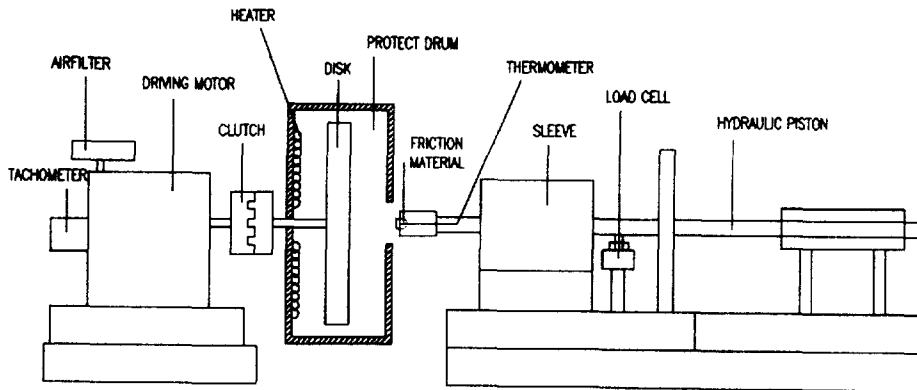 HEATER
PROTECT DRUM
AIRFILTER
DISK
THERMOMETER
DRIVING MOTOR
LOAD CELL
CLUTCH
SLEEVE
HYDRAULIC PISTON
FRICTION
MATERIAL
TACHOMETER